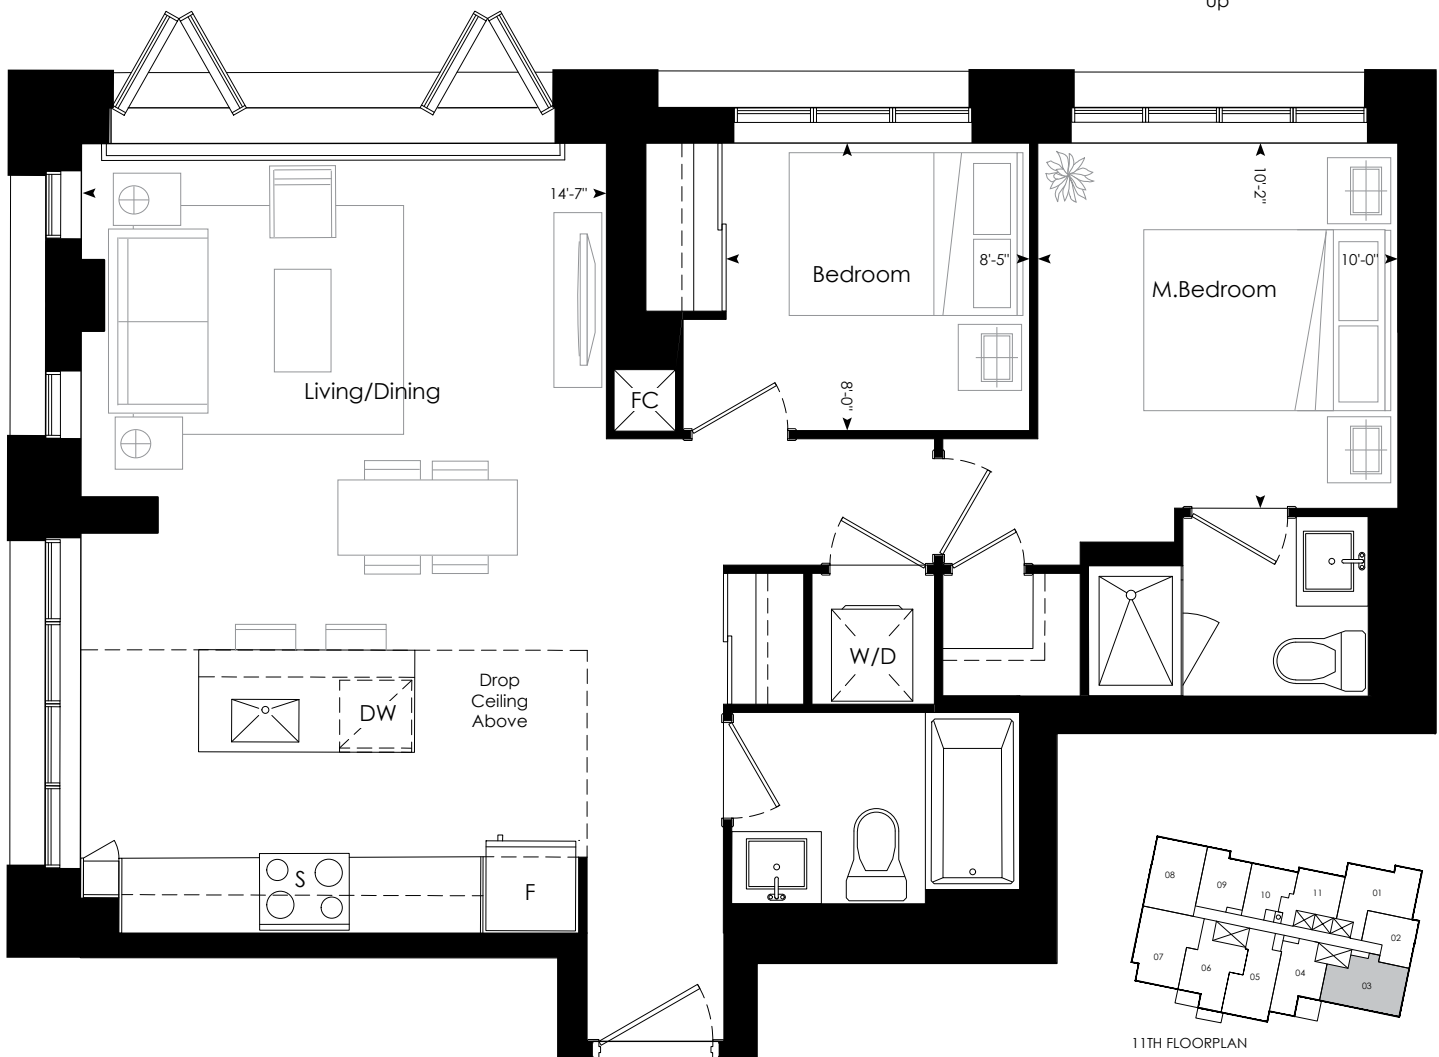 Up
14'-7"
Living/Dining
FC
Bedroom
8'-5"
8'-0"
10'-2"
M.Bedroom
10'-0"
W/D
Drop
Ceiling
Above
DW
S
F
08
09
10
11
01
02
07
06
05
04
03
11TH FLOORPLAN